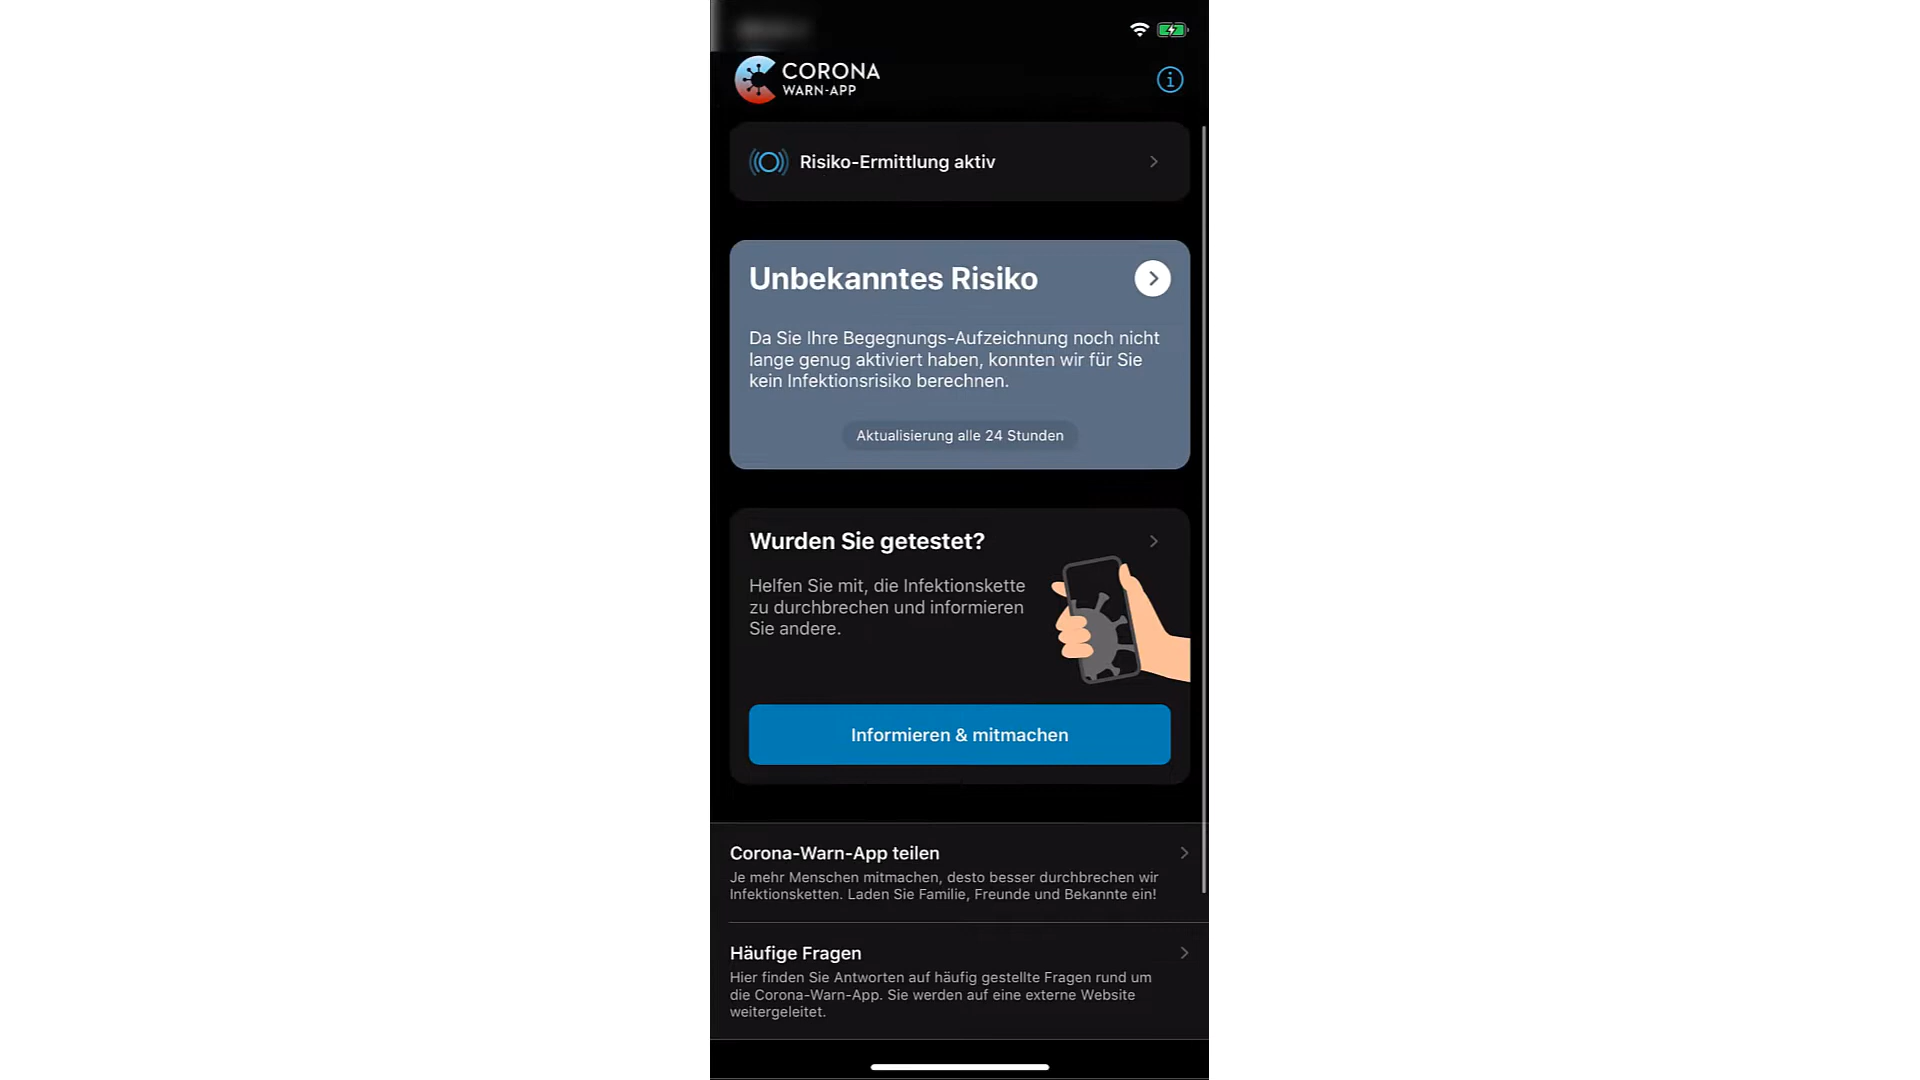 CORONA
WARN-APP
Risiko-Ermittlung aktiv
Unbekanntes Risiko
Da Sie Ihre Begegnungs-Aufzeichnung noch nicht
lange genug aktiviert haben, konnten wir für Sie
kein Infektionsrisiko berechnen.
Aktualisierung alle 24 Stunden
Wurden Sie getestet?
Helfen Sie mit, die Infektionskette
zu durchbrechen und informieren
Sie andere.
Informieren & mitmachen
Corona-Warn-App teilen
Je mehr Menschen mitmachen, desto besser durchbrechen wir
Infektionsketten. Laden Sie Familie, Freunde und Bekannte ein!
Häufige Fragen
Hier finden Sie Antworten auf häufig gestellte Fragen rund um
die Corona-Warn-App. Sie werden auf eine externe Website
weitergeleitet.